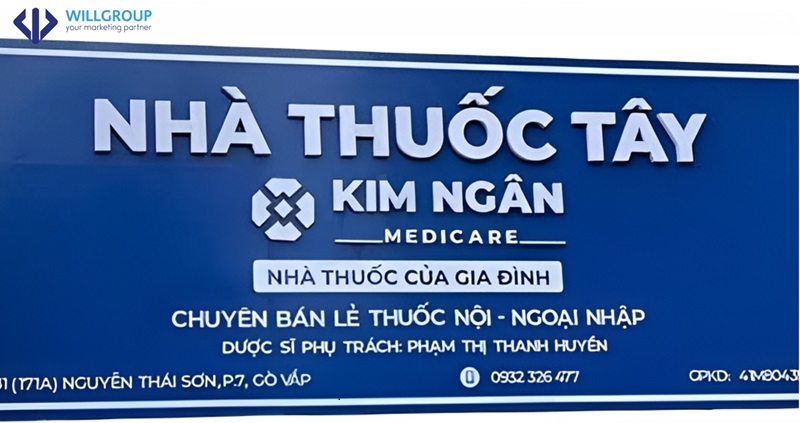 WILLGROUP
your marketing partner
NHÀ THUỐC TÂY
KIM NGÂN
MEDICARE
NHÀ THUỐC CỦA GIA ĐÌNH
CHUYÊN BÁN LẺ THUỐC NỘI - NGOẠI NHẬP
DƯỢC SĨ PHỤ TRÁCH: PHẠM THỊ THANH HUYỀN
(171A) NGUYỄN THÁI SƠN, P.7, GÒ VẤP 0932 326 477 CPKD: